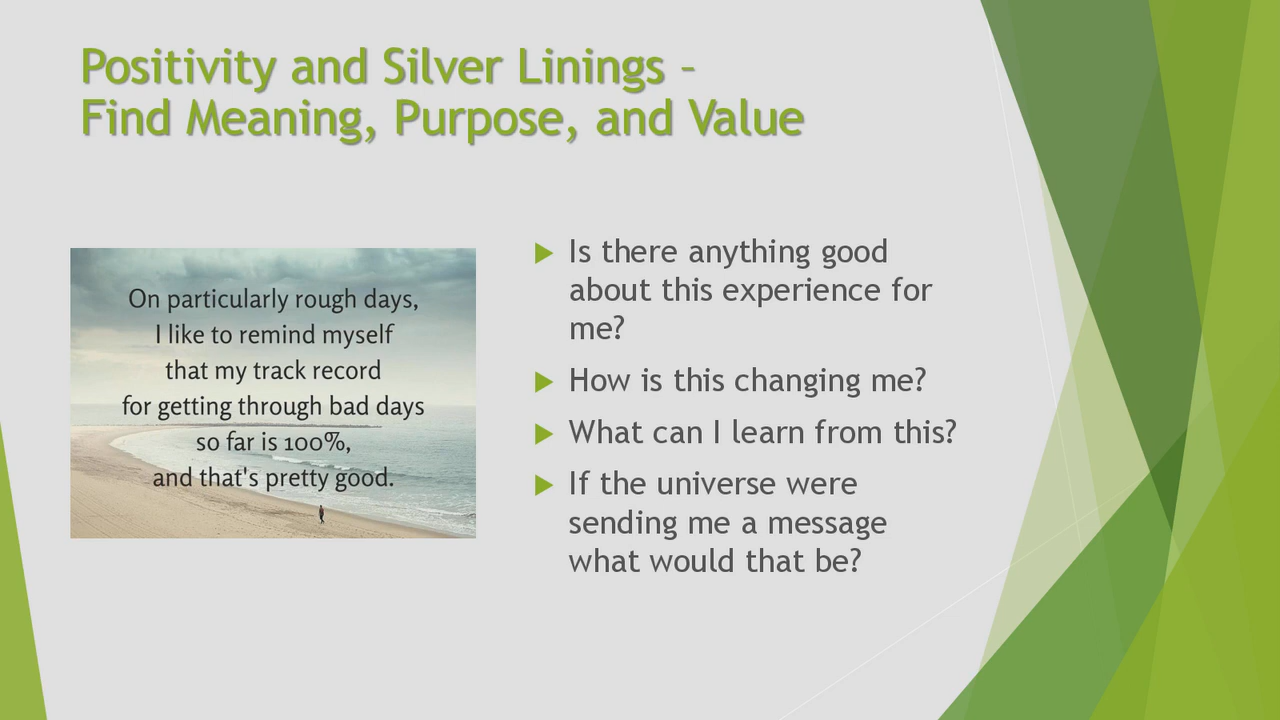 Positivity and Silver Linings –
Find Meaning, Purpose, and Value
On particularly rough days,
I like to remind myself
that my track record
for getting through bad days
so far is 100%,
and that's pretty good.
Is there anything good
about this experience for
me?
How is this changing me?
What can I learn from this?
If the universe were
sending me a message
what would that be?